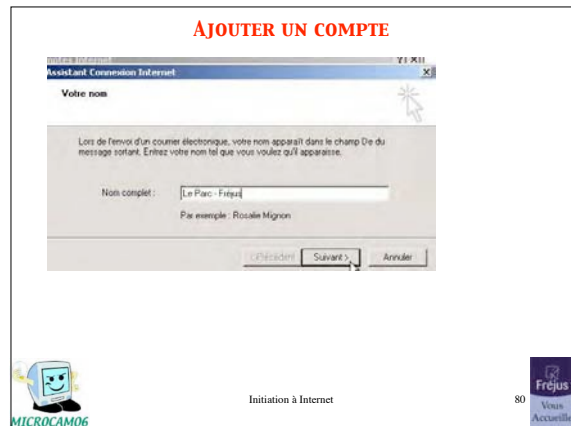 AJOUTER UN COMPTE
Assistant Connexion Internet
Votre nom
Lors de l'envoi d'un courrier électronique, votre nom apparaît dans le champ De du
message sortant. Entrez votre nom tel que vous voulez qu'il apparaisse.
Nom complet :
Le Parc - Fréjus
Par exemple : Rosalie Mignon
< Précédent
Suivant >
Annuler
MICROCAM06
Initiation à Internet
80
Fréjus
Vous
Accueille